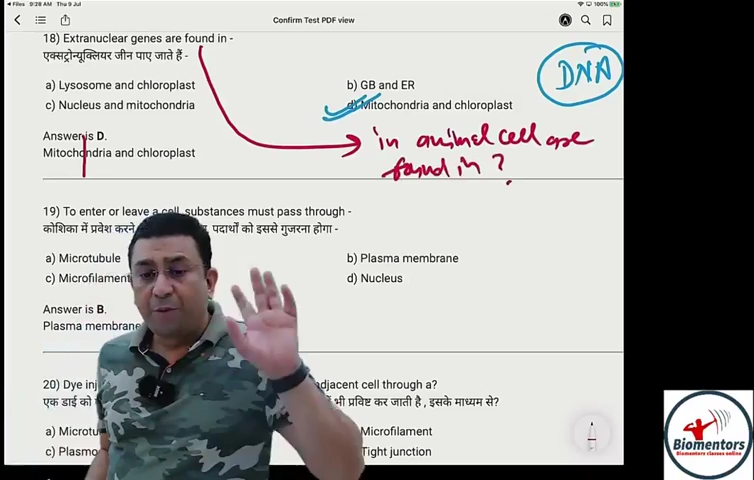 Files 9:28 AM Thu 9 Jul
100%
Confirm Test PDF view
18) Extranuclear genes are found in -
एक्सट्रोन्यूक्लियर जीन पाए जाते हैं -
a) Lysosome and chloroplast
b) GB and ER
c) Nucleus and mitochondria
d) Mitochondria and chloroplast
DNA
Answer is D.
Mitochondria and chloroplast
in animal cell are
found in ?
19) To enter or leave a cell, substances must pass through -
कोशिका में प्रवेश करने पदार्थों को इससे गुजरना होगा -
a) Microtubule
b) Plasma membrane
c) Microfilament
d) Nucleus
Answer is B.
Plasma membrane
20) Dye inj adjacent cell through a?
एक डाई को भी प्रविष्ट कर जाती है , इसके माध्यम से?
a) Microtu
Microfilament
c) Plasmo
Tight junction
Biomentors
Biomentors classes online